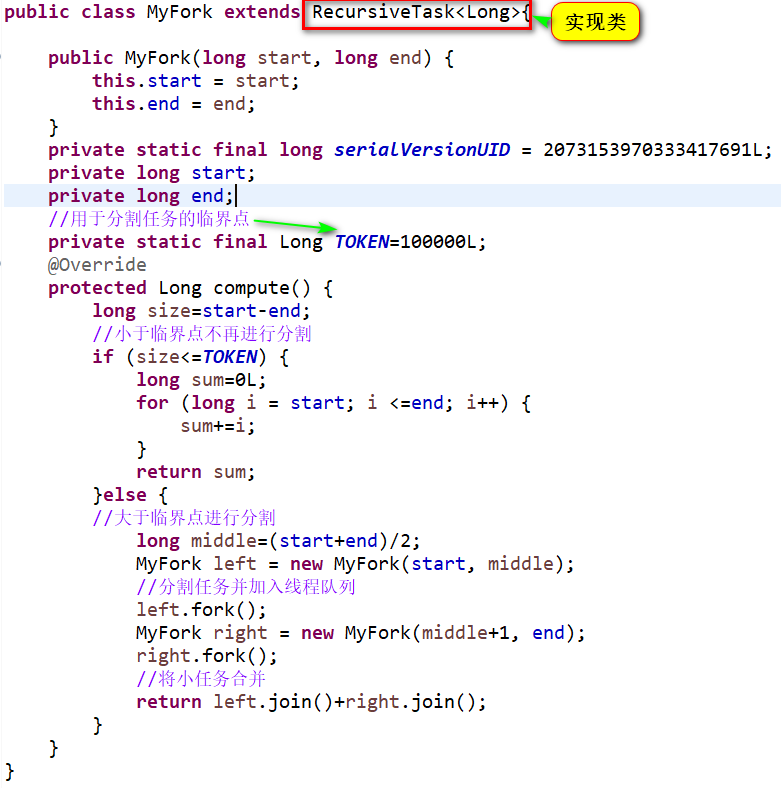 public class MyFork extends RecursiveTask<Long>{
实现类
public MyFork(long start, long end) {
this.start = start;
this.end = end;
}
private static final long serialVersionUID = 2073153970333417691L;
private long start;
private long end;
//用于分割任务的临界点
private static final Long TOKEN=100000L;
@Override
protected Long compute() {
long size=start-end;
//小于临界点不再进行分割
if (size<=TOKEN) {
long sum=0L;
for (long i = start; i <=end; i++) {
sum+=i;
}
return sum;
}else {
//大于临界点进行分割
long middle=(start+end)/2;
MyFork left = new MyFork(start, middle);
//分割任务并加入线程队列
left.fork();
MyFork right = new MyFork(middle+1, end);
right.fork();
//将小任务合并
return left.join()+right.join();
}
}
}